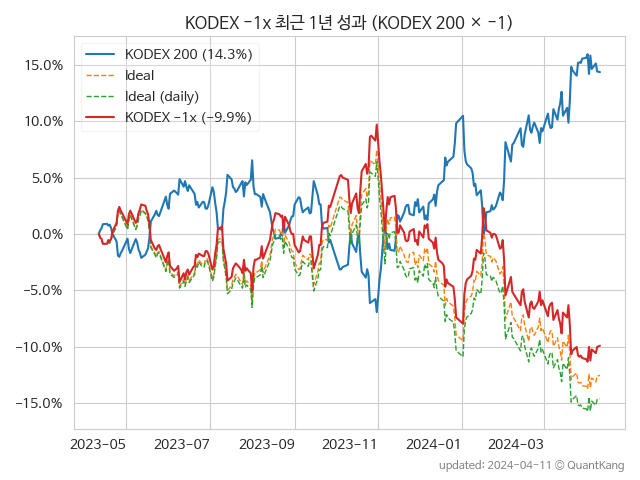 KODEX −1x 최근 1년 성과 (KODEX 200 × −1)
KODEX 200 (14.3%)
Ideal
Ideal (daily)
KODEX −1x (−9.9%)
15.0%
10.0%
5.0%
0.0%
−5.0%
−10.0%
−15.0%
2023-05
2023-07
2023-09
2023-11
2024-01
2024-03
updated: 2024-04-11 © QuantKang